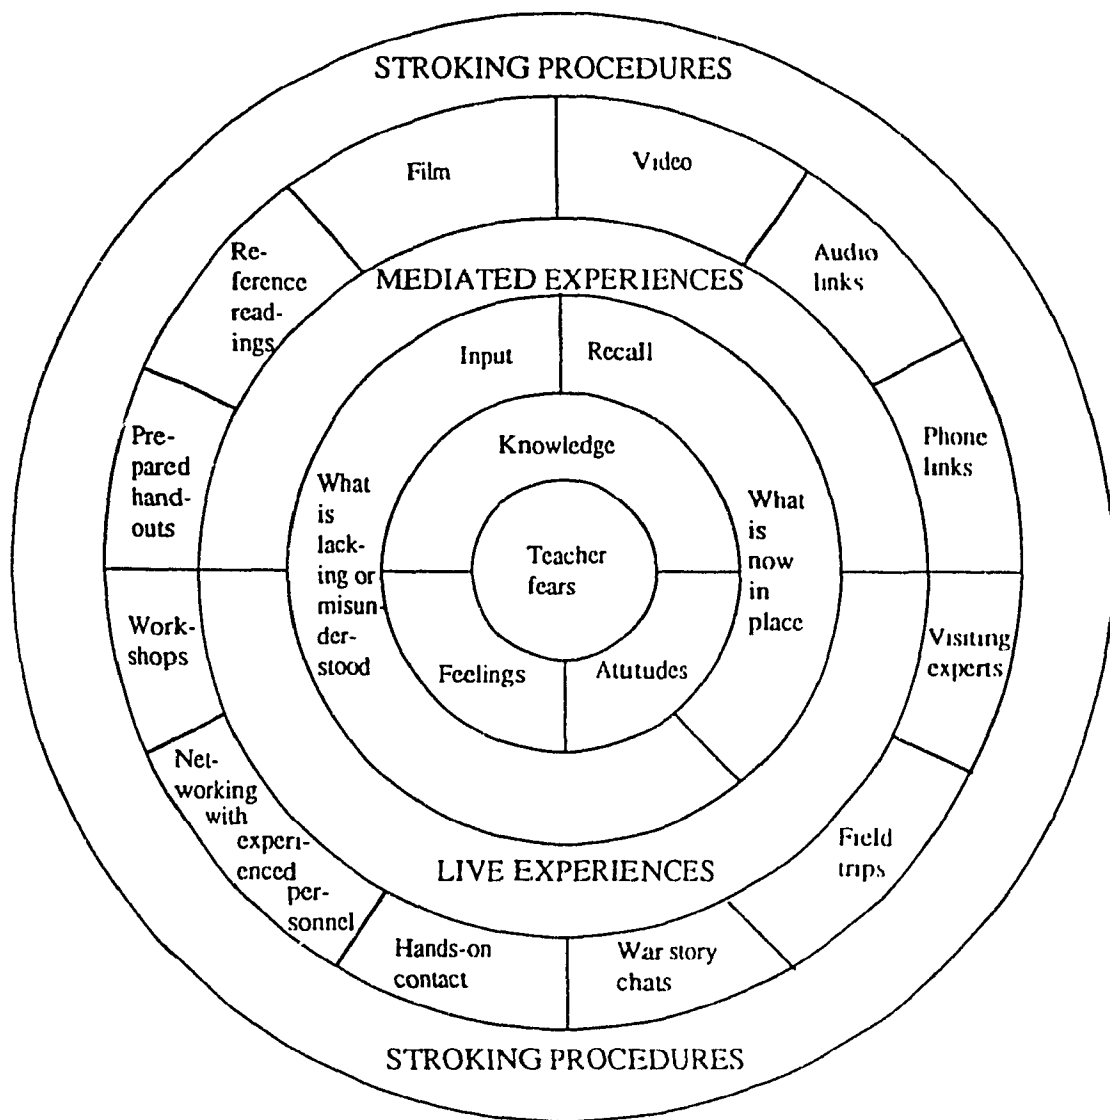 STROKING PROCEDURES
Film
Video
Re-
ference
read-
ings
Audio
links
MEDIATED EXPERIENCES
Input
Recall
Pre-
pared
hand-
outs
Phone
links
Knowledge
What
is
lack-
ing or
misun-
der-
stood
What
is
now
in
place
Teacher
fears
Feelings
Attitudes
Work-
shops
Visiting
experts
Net-
working
with
experi-
enced
per-
sonnel
Field
trips
LIVE EXPERIENCES
Hands-on
contact
War story
chats
STROKING PROCEDURES